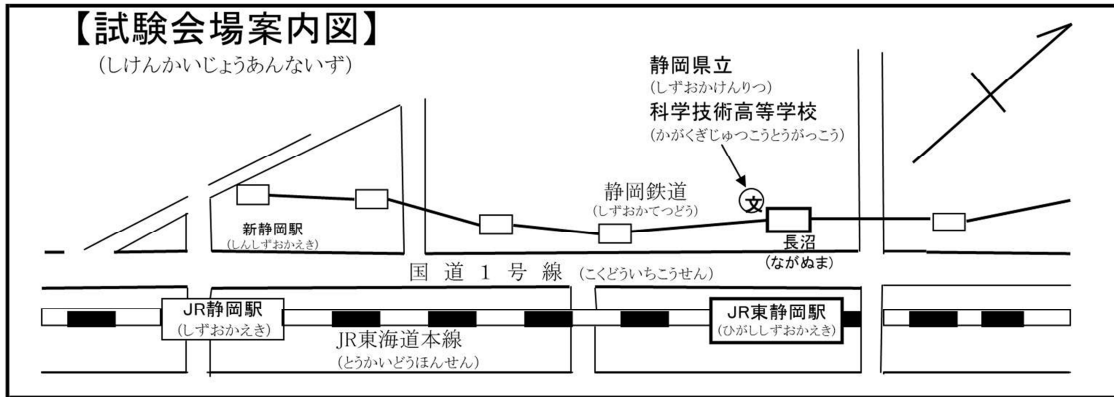 【試験会場案内図】
(しけんかいじょうあんないず)
静岡県立
(しずおかけんりつ)
科学技術高等学校
(かがくぎじゅつこうとうがっこう)
文
静岡鉄道
(しずおかてつどう)
新静岡駅
(しんしずおかえき)
長沼
(ながぬま)
国道1号線 (こくどういちこうせん)
JR静岡駅
(しずおかえき)
JR東静岡駅
(ひがししずおかえき)
JR東海道本線
(とうかいどうほんせん)